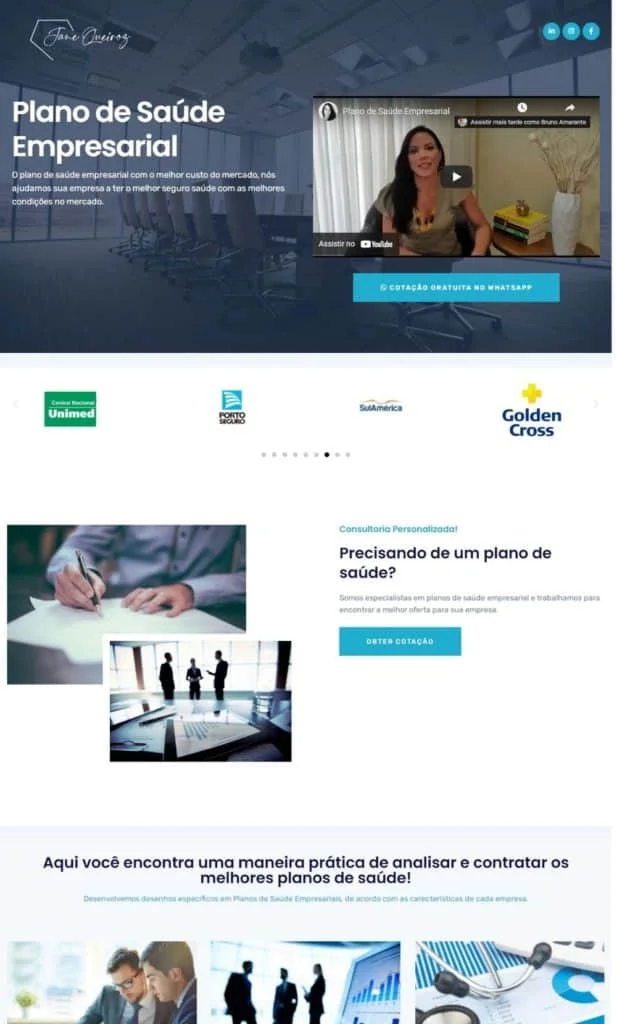 Jane Queiroz
Plano de Saúde
Empresarial
O plano de saúde empresarial com o melhor custo do mercado, nós
ajudamos sua empresa a ter o melhor seguro saúde com as melhores
condições no mercado.
Plano de Saúde Empresarial
Assistir mais tarde como Bruno Amarante
Assistir no YouTube
COTAÇÃO GRATUITA NO WHATSAPP
Central Nacional
Unimed
PORTO
SEGURO
SulAmérica
Golden
Cross
Consultoria Personalizada!
Precisando de um plano de
saúde?
Somos especialistas em planos de saúde empresarial e trabalhamos para
encontrar a melhor oferta para sua empresa.
OBTER COTAÇÃO
Aqui você encontra uma maneira prática de analisar e contratar os
melhores planos de saúde!
Desenvolvemos desenhos específicos em Planos de Saúde Empresariais, de acordo com as características de cada empresa.